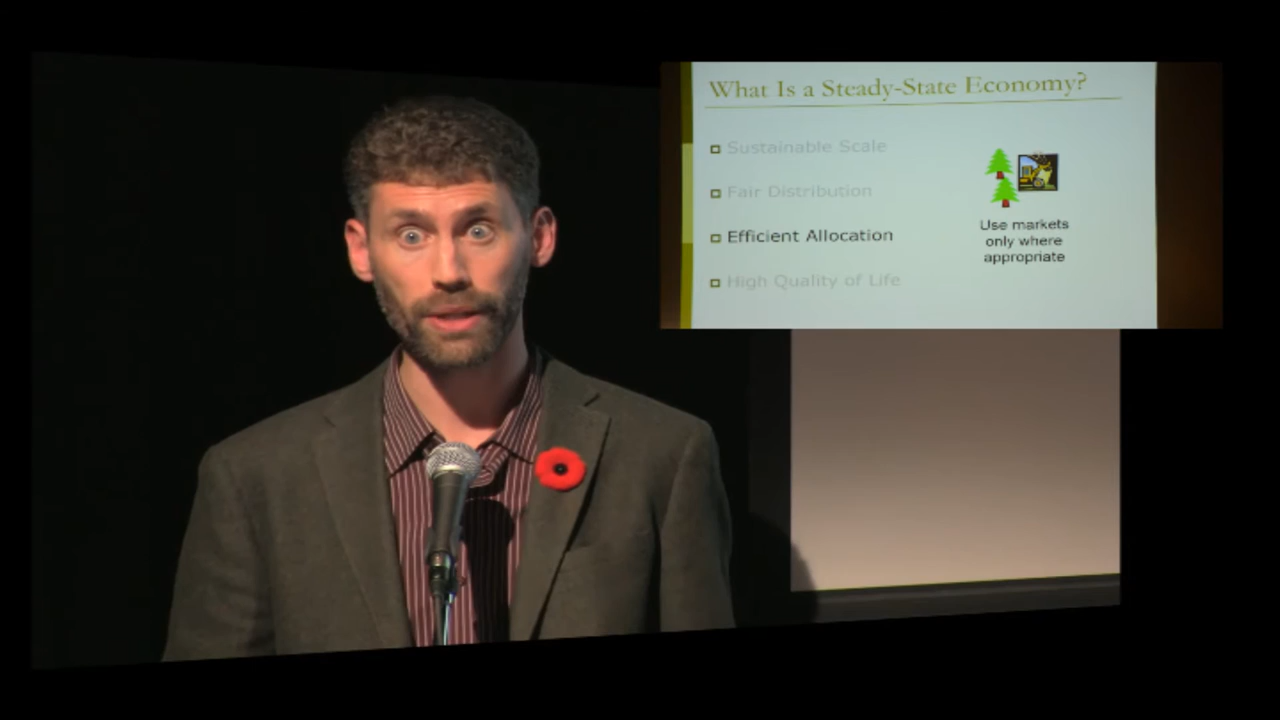 What Is a Steady-State Economy?
Sustainable Scale
Fair Distribution
Efficient Allocation
High Quality of Life
Use markets
only where
appropriate